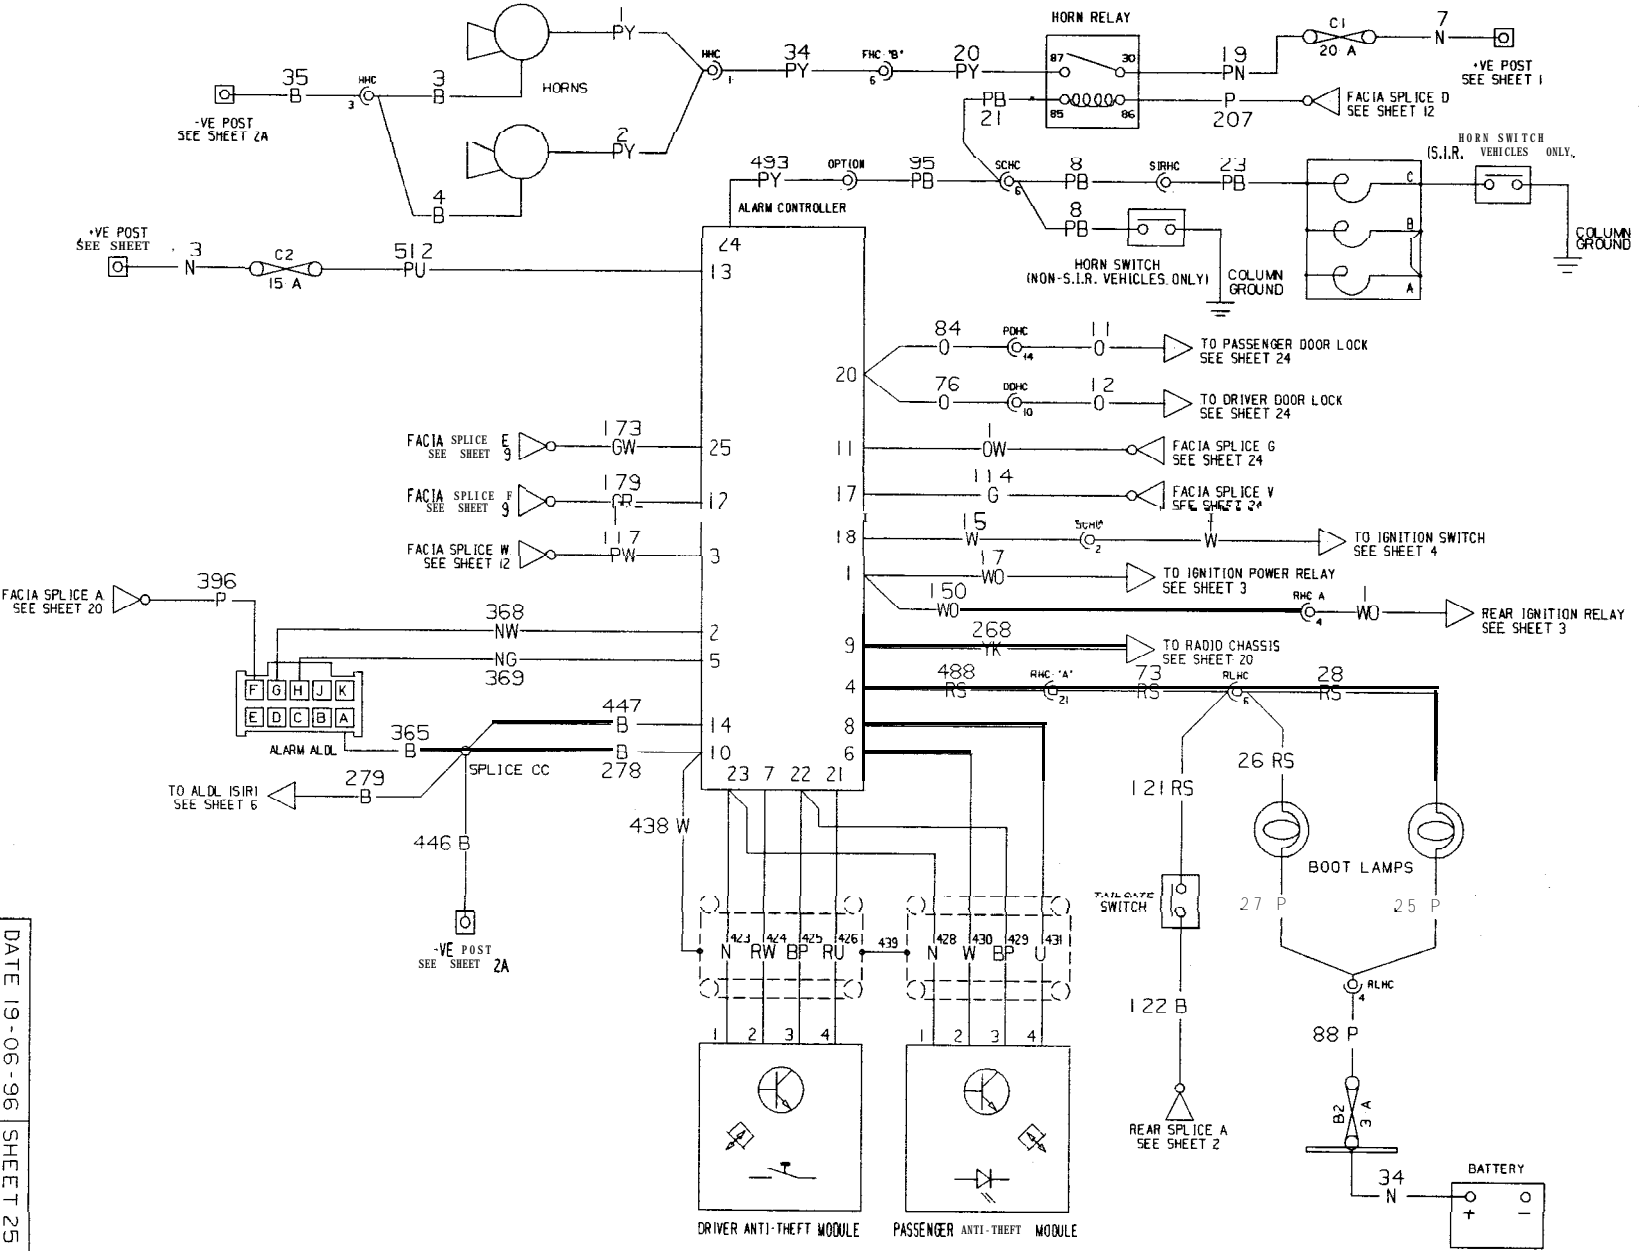 HORN RELAY
C1
20 A
7
N
+VE POST
SEE SHEET 1
1
PY
HHC
1
34
PY
FHC "B"
6
20
PY
87
30
85
86
19
PN
PB
21
P
207
FACIA SPLICE D
SEE SHEET 12
35
B
HHC
3
3
B
HORNS
-VE POST
SEE SHEET 2A
2
PY
4
B
493
PY
OPTION
95
PB
SCHC
6
8
PB
SIRHC
23
PB
C
B
A
HORN SWITCH
(S.I.R. VEHICLES ONLY
COLUMN
GROUND
8
PB
HORN SWITCH
(NON-S.I.R. VEHICLES ONLY)
COLUMN
GROUND
ALARM CONTROLLER
+VE POST
SEE SHEET
3
N
C2
15 A
512
PU
24
13
20
84
O
PDHC
14
11
O
TO PASSENGER DOOR LOCK
SEE SHEET 24
76
O
DDHC
10
12
O
TO DRIVER DOOR LOCK
SEE SHEET 24
FACIA SPLICE E
SEE SHEET 9
173
GW
25
11
1
OW
FACIA SPLICE G
SEE SHEET 24
FACIA SPLICE F
SEE SHEET 9
179
12
17
114
G
FACIA SPLICE V
SEE SHEET 24
18
15
W
2
W
TO IGNITION SWITCH
SEE SHEET 4
FACIA SPLICE W
SEE SHEET 12
117
PW
3
1
17
WO
TO IGNITION POWER RELAY
SEE SHEET 3
150
WO
RHC A
4
1
WO
REAR IGNITION RELAY
SEE SHEET 3
FACIA SPLICE A
SEE SHEET 20
396
P
368
NW
2
NG
369
5
9
268
YK
TO RADIO CHASSIS
SEE SHEET 20
4
488
RS
RHC "A"
21
73
RS
RLHC
6
28
RS
F G H J K
E D C B A
ALARM ALDL
447
B
14
8
365
B
B
278
10
6
SPLICE CC
TO ALDL (SIR)
SEE SHEET 6
279
B
446 B
-VE POST
SEE SHEET 2A
23 7 22 21
438 W
26 RS
121 RS
BOOT LAMPS
SWITCH
27 P
25 P
N 423
RW 424
BP 425
RU 426
439
N 428
W 430
BP 429
U 431
RLHC
4
122 B
88 P
1 2 3 4
1 2 3 4
B2
3 A
REAR SPLICE A
SEE SHEET 2
34
N
BATTERY
+ -
DRIVER ANTI-THEFT MODULE
PASSENGER ANTI-THEFT MODULE
DATE 19-06-96 SHEET 25